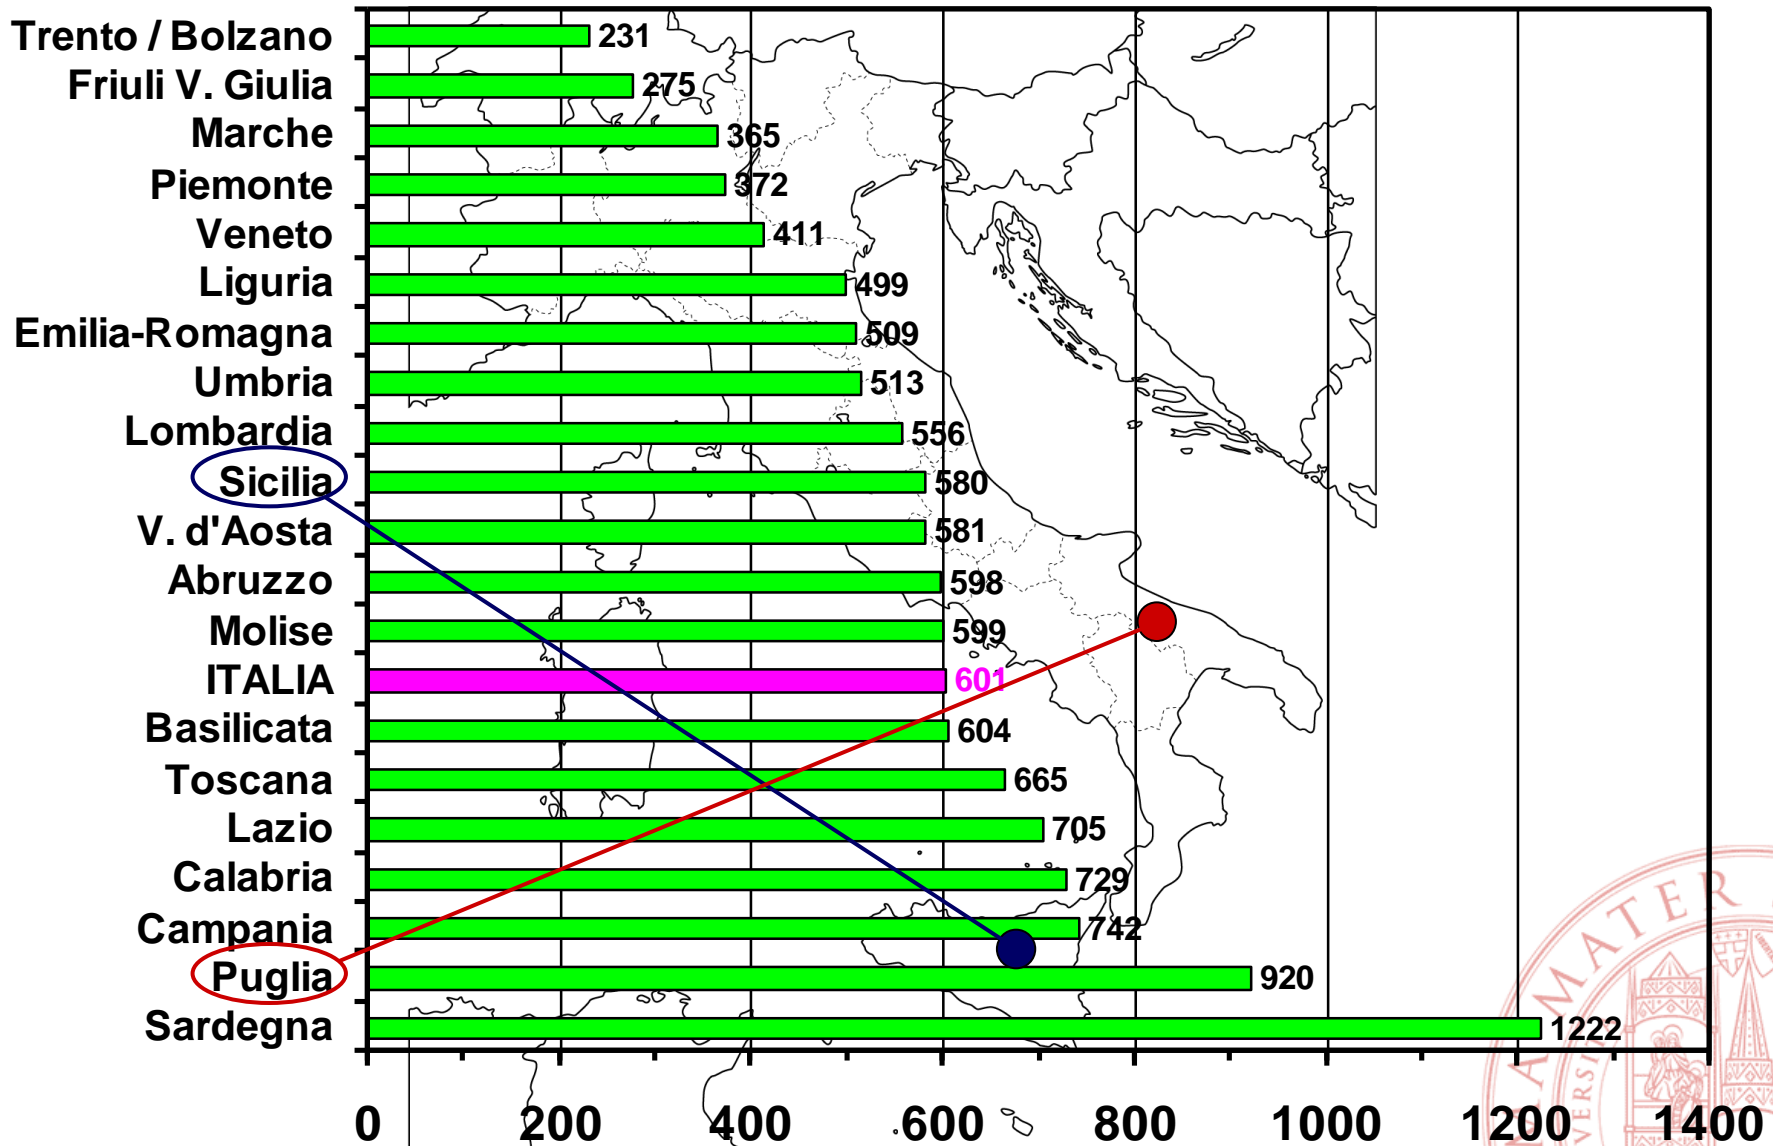 Trento / Bolzano 231
Friuli V. Giulia 275
Marche 365
Piemonte 372
Veneto 411
Liguria 499
Emilia-Romagna 509
Umbria 513
Lombardia 556
Sicilia 580
V. d'Aosta 581
Abruzzo 598
Molise 599
ITALIA 601
Basilicata 604
Toscana 665
Lazio 705
Calabria 729
Campania 742
Puglia 920
Sardegna 1222
0 200 400 600 800 1000 1200 1400
MATER